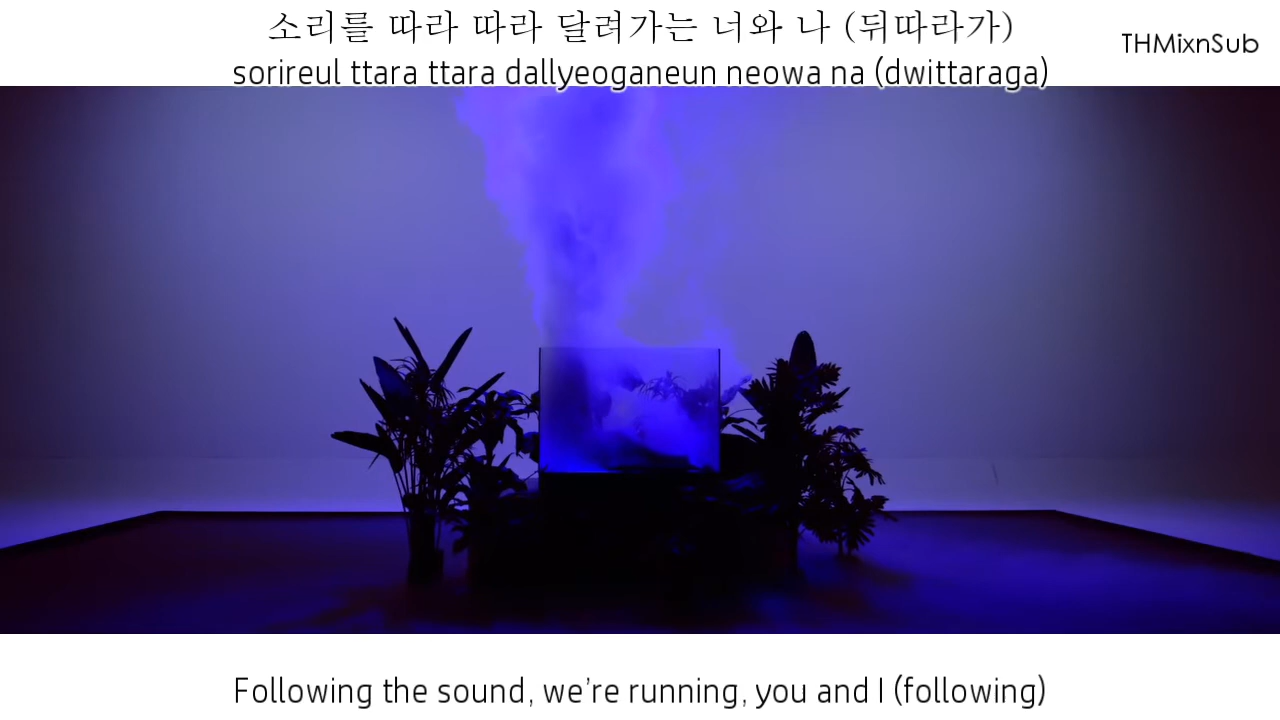 소리를 따라 따라 달려가는 너와 나 (뒤따라가)
THMixnSub
sorireul ttara ttara dallyeoganeun neowa na (dwittaraga)
Following the sound, we’re running, you and I (following)